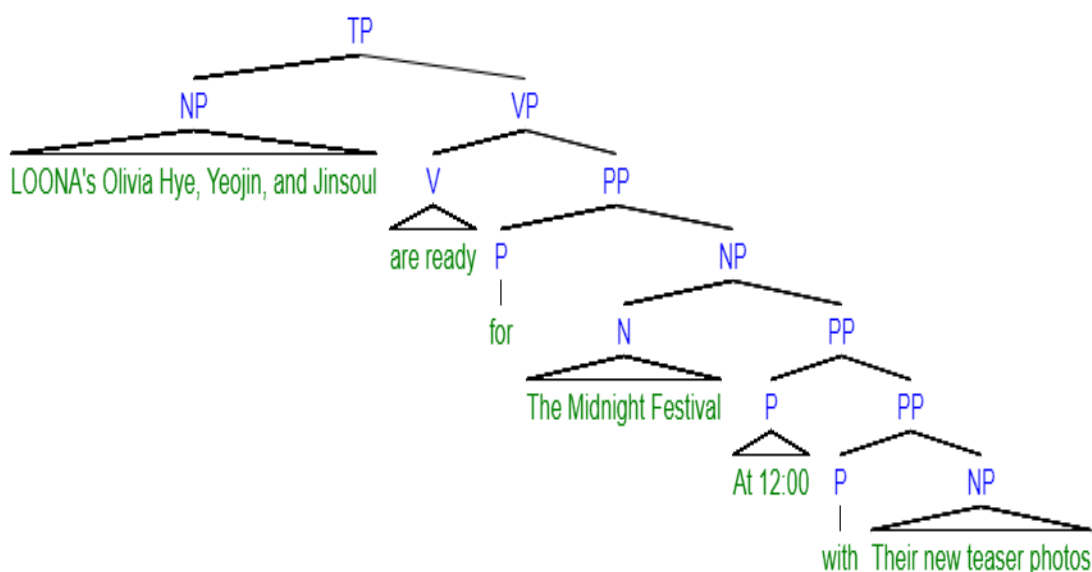 TP
NP VP
LOONA's Olivia Hye, Yeojin, and Jinsoul V PP
are ready P NP
for N PP
The Midnight Festival P PP
At 12:00 P NP
with Their new teaser photos